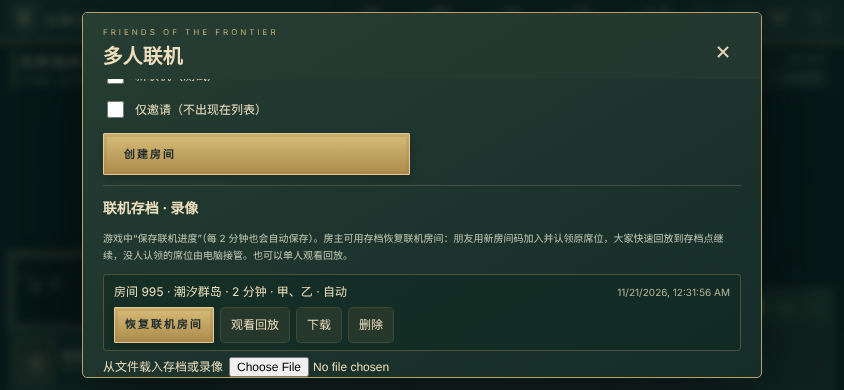 FRIENDS OF THE FRONTIER
多人联机
仅邀请（不出现在列表）
创建房间
联机存档 · 录像
游戏中“保存联机进度”（每 2 分钟也会自动保存）。房主可用存档恢复联机房间：朋友用新房间码加入并认领原席位，大家快速回放到存档点继
续，没人认领的席位由电脑接管。也可以单人观看回放。
房间 995 · 潮汐群岛 · 2 分钟 · 甲、乙 · 自动
11/21/2026, 12:31:56 AM
恢复联机房间
观看回放
下载
删除
从文件载入存档或录像 Choose File No file chosen